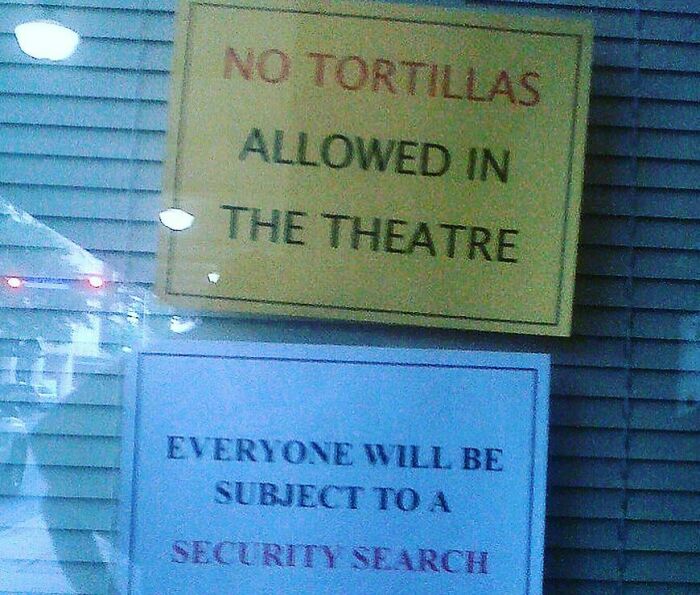 NO TORTILLAS
ALLOWED IN
THE THEATRE
EVERYONE WILL BE
SUBJECT TO A
SECURITY SEARCH